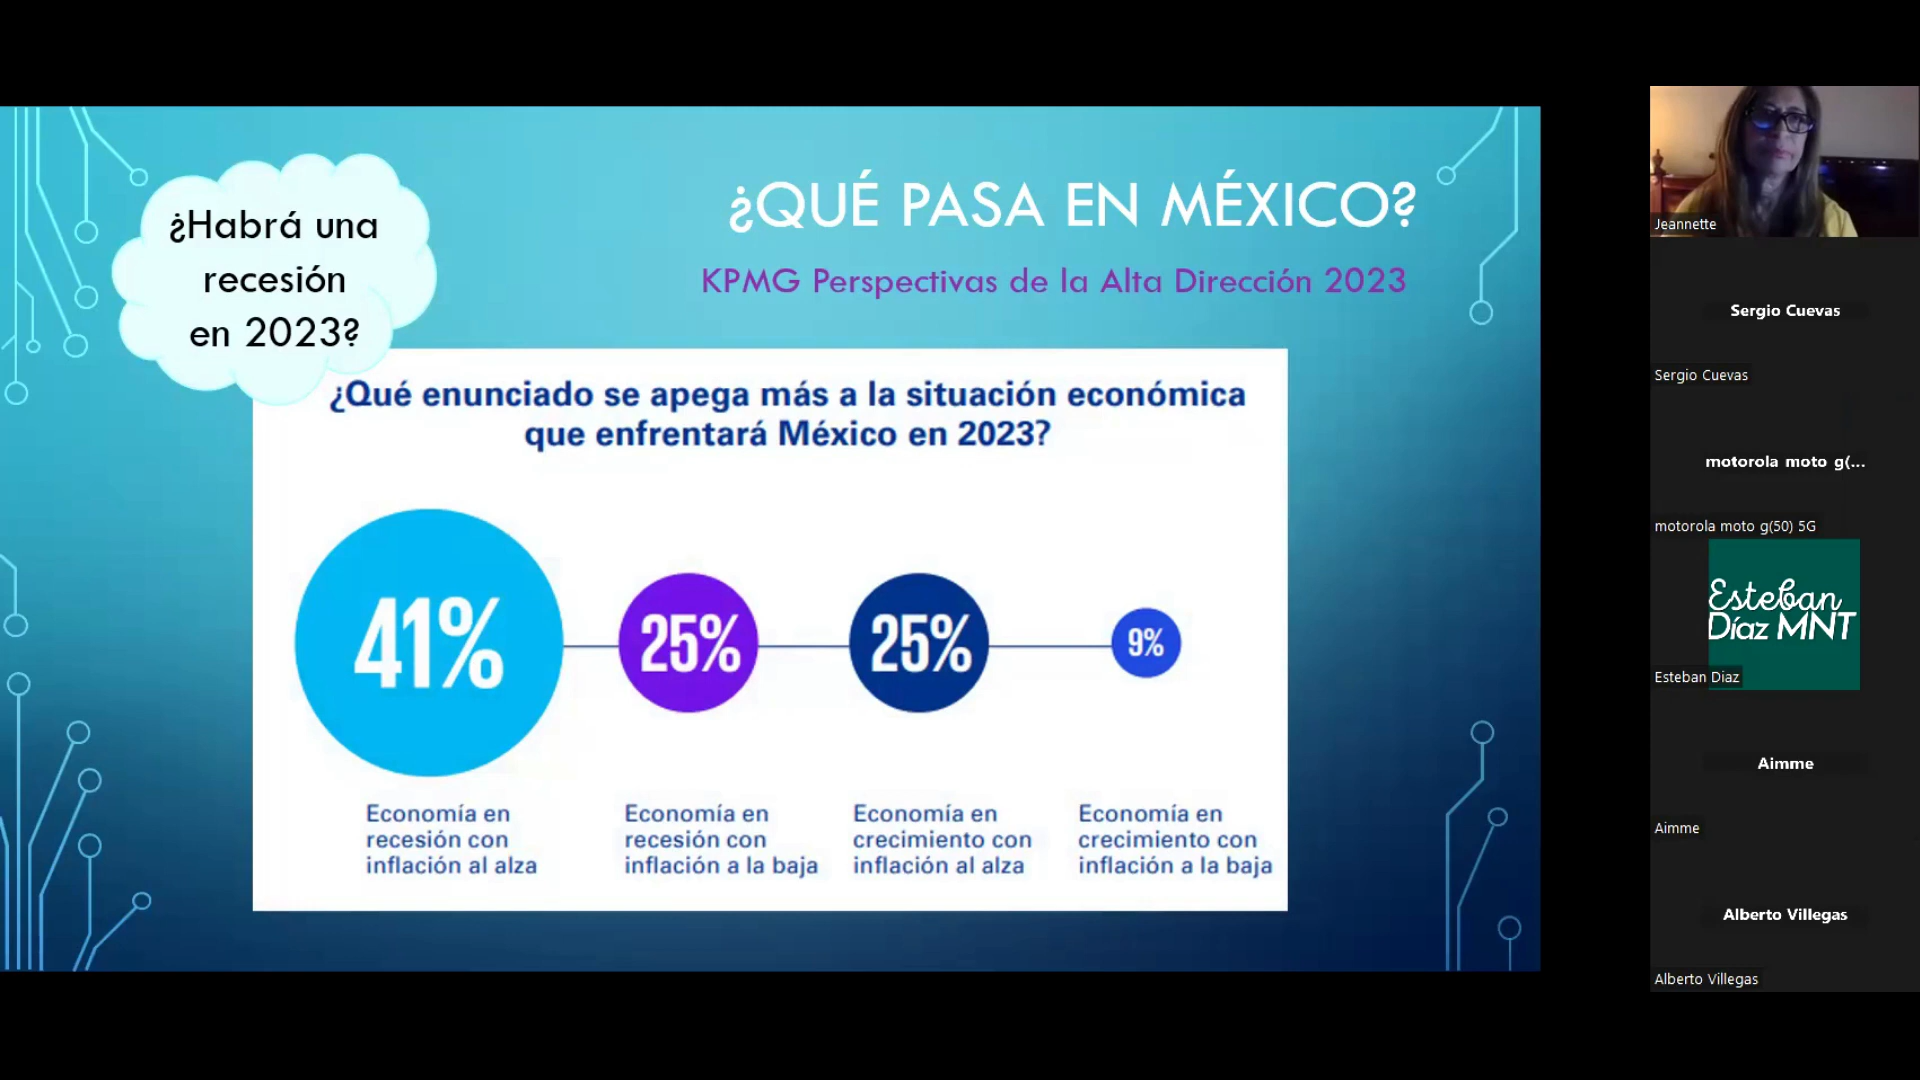 ¿Habrá una
recesión
en 2023?
¿QUÉ PASA EN MÉXICO?
KPMG Perspectivas de la Alta Dirección 2023
¿Qué enunciado se apega más a la situación económica
que enfrentará México en 2023?
41%
25%
25%
9%
Economía en
recesión con
inflación al alza
Economía en
recesión con
inflación a la baja
Economía en
crecimiento con
inflación al alza
Economía en
crecimiento con
inflación a la baja
Jeannette
Sergio Cuevas
Sergio Cuevas
motorola moto g(...
motorola moto g(50) 5G
Esteban
Díaz MNT
Esteban Diaz
Aimme
Aimme
Alberto Villegas
Alberto Villegas